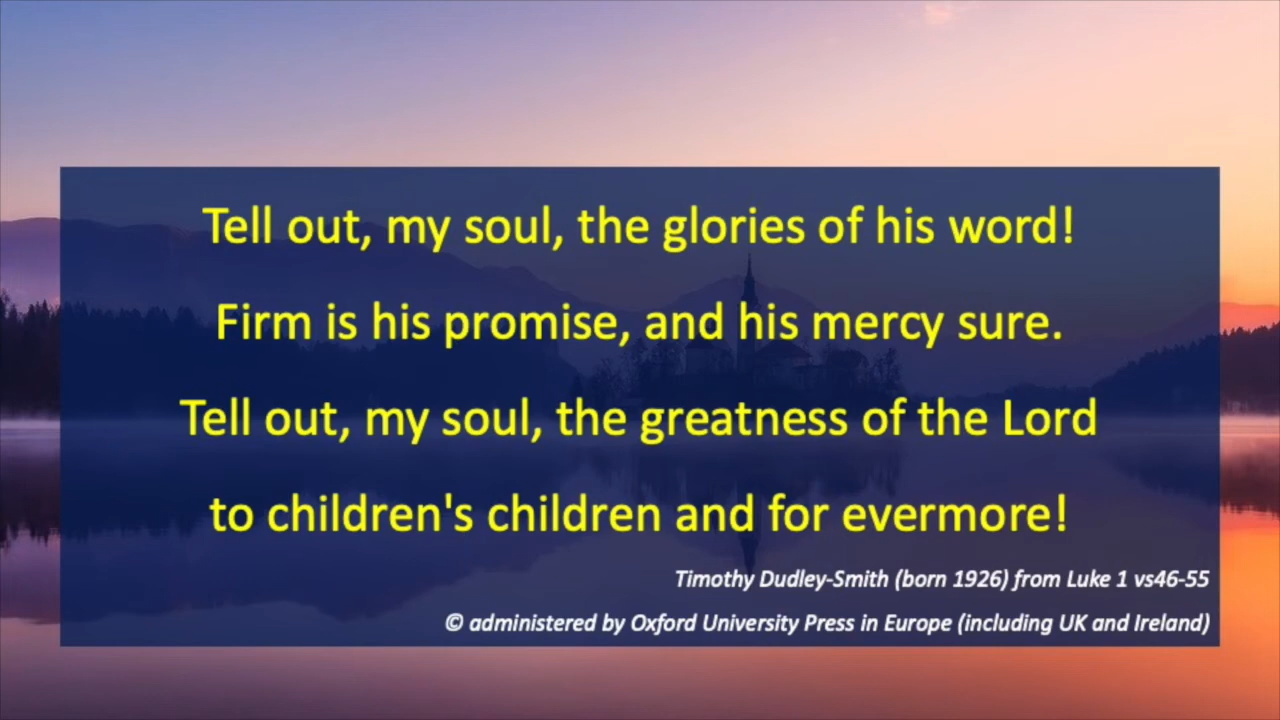 Tell out, my soul, the glories of his word!
Firm is his promise, and his mercy sure.
Tell out, my soul, the greatness of the Lord
to children's children and for evermore!
Timothy Dudley-Smith (born 1926) from Luke 1 vs46-55
© administered by Oxford University Press in Europe (including UK and Ireland)